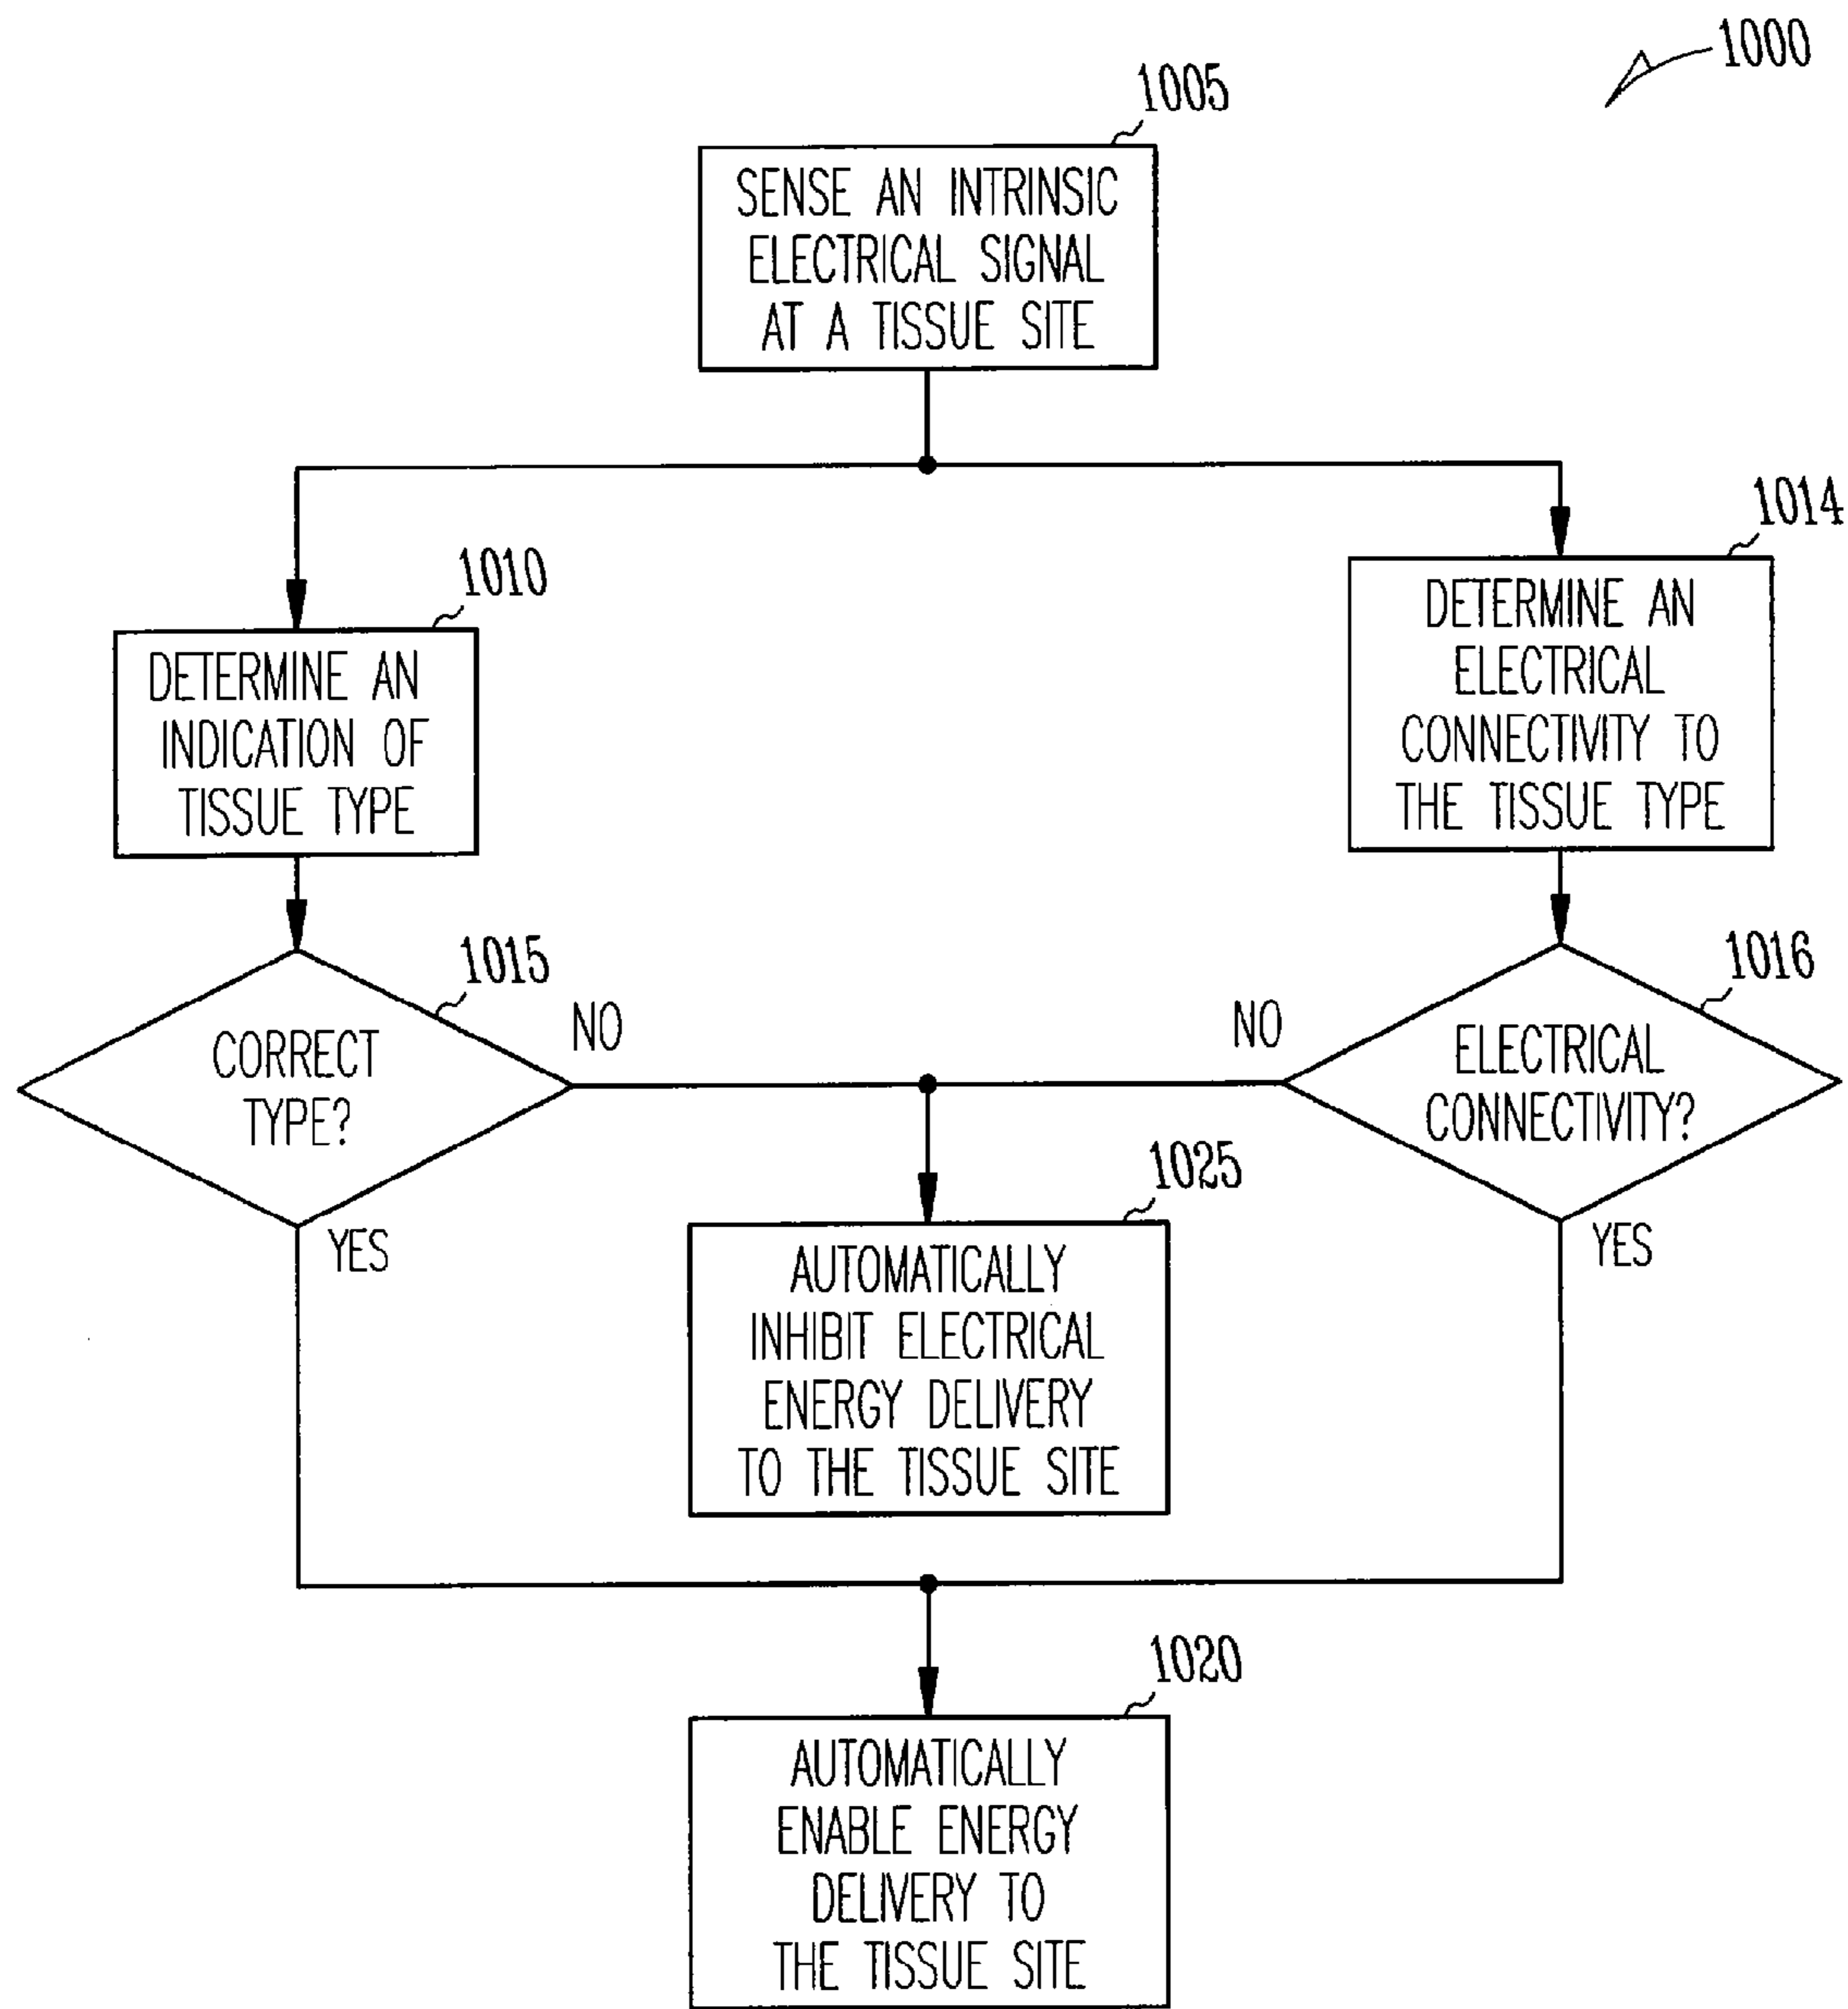 1000
1005
SENSE AN INTRINSIC
ELECTRICAL SIGNAL
AT A TISSUE SITE
1010
DETERMINE AN
INDICATION OF
TISSUE TYPE
1014
DETERMINE AN
ELECTRICAL
CONNECTIVITY TO
THE TISSUE TYPE
1015
CORRECT
TYPE?
NO
YES
1016
ELECTRICAL
CONNECTIVITY?
NO
YES
1025
AUTOMATICALLY
INHIBIT ELECTRICAL
ENERGY DELIVERY
TO THE TISSUE SITE
1020
AUTOMATICALLY
ENABLE ENERGY
DELIVERY TO
THE TISSUE SITE